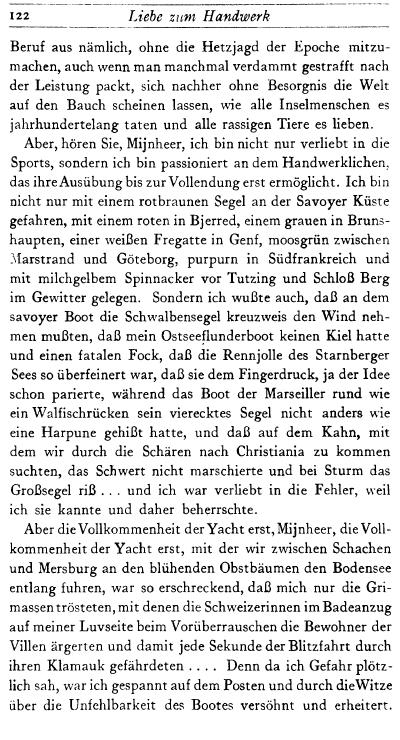 122 Liebe zum Handwerk
Beruf aus nämlich, ohne die Hetzjagd der Epoche mitzu-
machen, auch wenn man manchmal verdammt gestrafft nach
der Leistung packt, sich nachher ohne Besorgnis die Welt
auf den Bauch scheinen lassen, wie alle Inselmenschen es
jahrhundertelang taten und alle rassigen Tiere es lieben.
Aber, hören Sie, Mijnheer, ich bin nicht nur verliebt in die
Sports, sondern ich bin passioniert an dem Handwerklichen,
das ihre Ausübung bis zur Vollendung erst ermöglicht. Ich bin
nicht nur mit einem rotbraunen Segel an der Savoyer Küste
gefahren, mit einem roten in Bjerred, einem grauen in Bruns-
haupten, einer weißen Fregatte in Genf, moosgrün zwischen
Marstrand und Göteborg, purpurn in Südfrankreich und
mit milchgelbem Spinnacker vor Tutzing und Schloß Berg
im Gewitter gelegen. Sondern ich wußte auch, daß an dem
savoyer Boot die Schwalbensegel kreuzweis den Wind neh-
men mußten, daß mein Ostseeflunderboot keinen Kiel hatte
und einen fatalen Fock, daß die Rennjolle des Starnberger
Sees so überfeinert war, daß sie dem Fingerdruck, ja der Idee
schon parierte, während das Boot der Marseiller rund wie
ein Walfischrücken sein viereckt​es Segel nicht anders wie
eine Harpune gehißt hatte, und daß auf dem Kahn, mit
dem wir durch die Schären nach Christiania zu kommen
suchten, das Schwert nicht marschierte und bei Sturm das
Großsegel riß . . . und ich war verliebt in die Fehler, weil
ich sie kannte und daher beherrschte.
Aber die Vollkommenheit der Yacht erst, Mijnheer, die Voll-
kommenheit der Yacht erst, mit der wir zwischen Schachen
und Mersburg an den blühenden Obstbäumen den Bodensee
entlang fuhren, war so erschreckend, daß mich nur die Gri-
massen trösteten, mit denen die Schweizerinnen im Badeanzug
auf meiner Luvseite beim Vorüberrauschen die Bewohner der
Villen ärgerten und damit jede Sekunde der Blitzfahrt durch
ihren Klamauk gefährdeten . . . . Denn da ich Gefahr plötz-
lich sah, war ich gespannt auf dem Posten und durch die Witze
über die Unfehlbarkeit des Bootes versöhnt und erheitert.